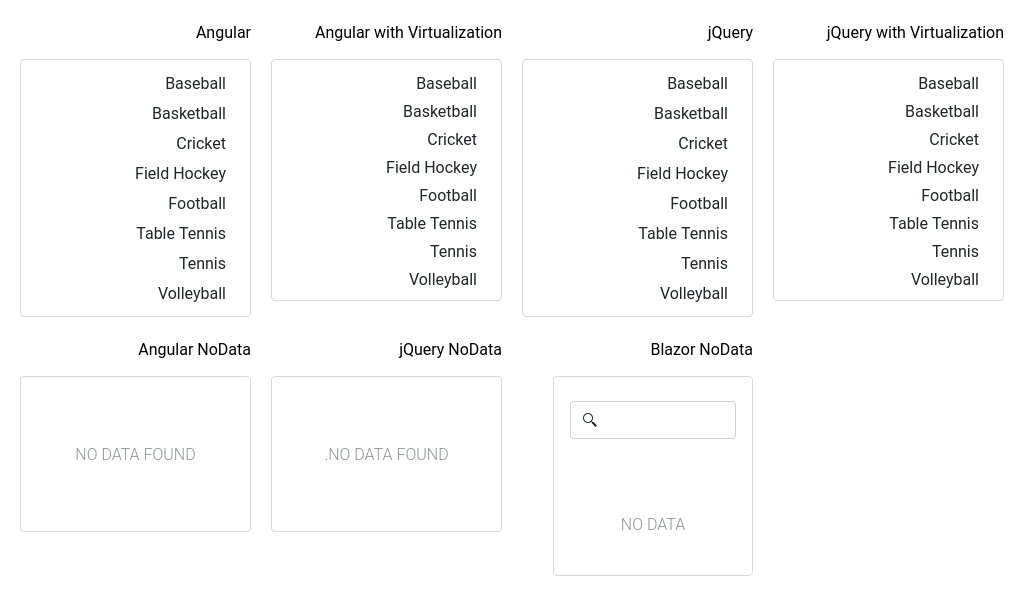 Angular
Baseball
Basketball
Cricket
Field Hockey
Football
Table Tennis
Tennis
Volleyball
Angular with Virtualization
Baseball
Basketball
Cricket
Field Hockey
Football
Table Tennis
Tennis
Volleyball
jQuery
Baseball
Basketball
Cricket
Field Hockey
Football
Table Tennis
Tennis
Volleyball
jQuery with Virtualization
Baseball
Basketball
Cricket
Field Hockey
Football
Table Tennis
Tennis
Volleyball
Angular NoData
NO DATA FOUND
jQuery NoData
.NO DATA FOUND
Blazor NoData
NO DATA